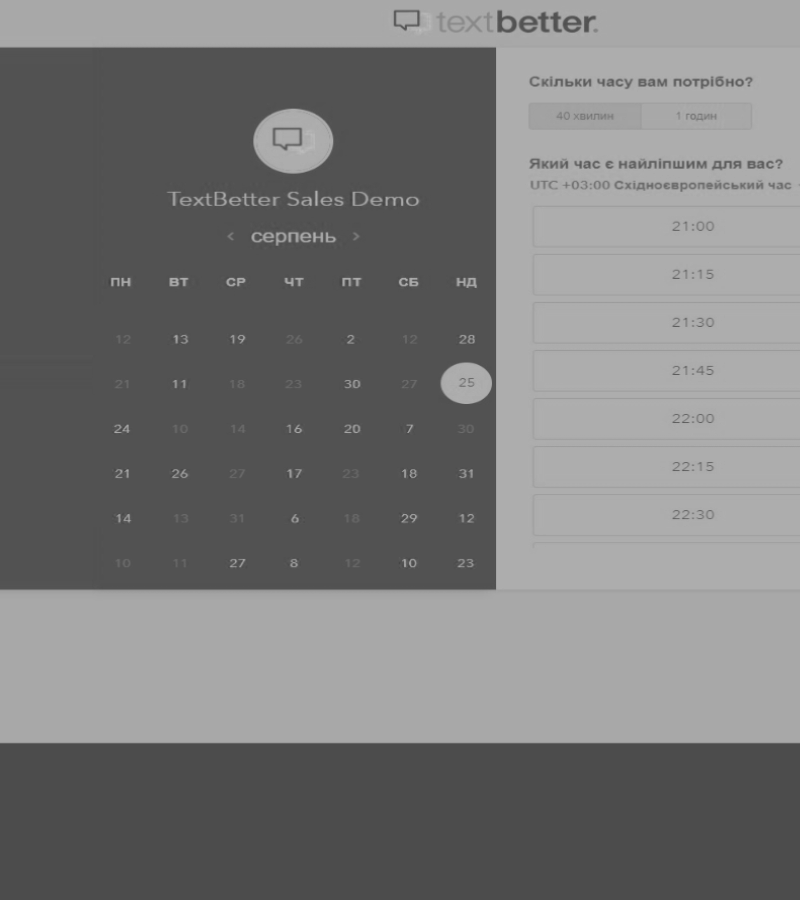 textbetter.
TextBetter Sales Demo
< серпень >
ПН ВТ СР ЧТ ПТ СБ НД
12 13 19 26 2 12 28
21 11 18 23 30 27 25
24 10 14 16 20 7 30
21 26 27 17 23 18 31
14 13 31 6 18 29 12
10 11 27 8 12 10 23
Скільки часу вам потрібно?
40 хвилин 1 годин
Який час є найліпшим для вас?
UTC +03:00 Східноєвропейський час
21:00
21:15
21:30
21:45
22:00
22:15
22:30